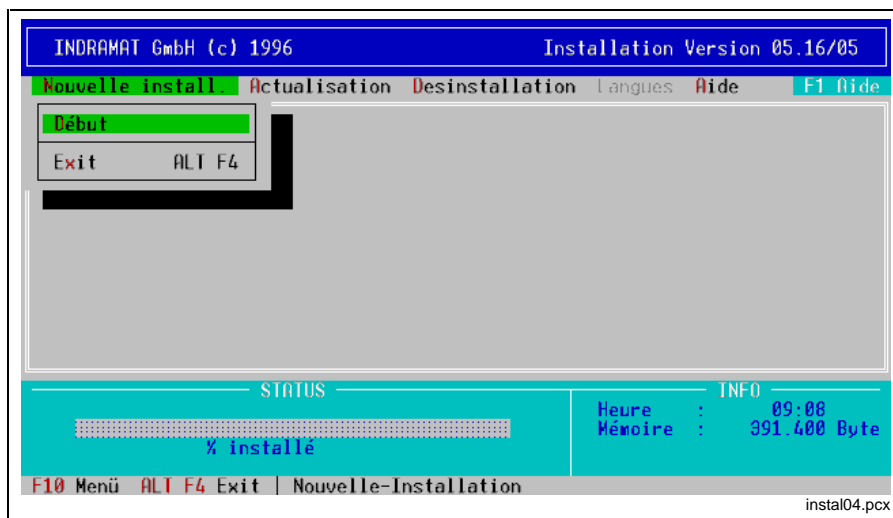 INDRAMAT GmbH (c) 1996 Installation Version 05.16/05
Nouvelle install. Actualisation Desinstallation Langues Aide F1 Aide
Début
Exit ALT F4
STATUS INFO
Heure : 09:08
Mémoire : 391.400 Byte
% installé
F10 Menü ALT F4 Exit | Nouvelle-Installation
instal04.pcx